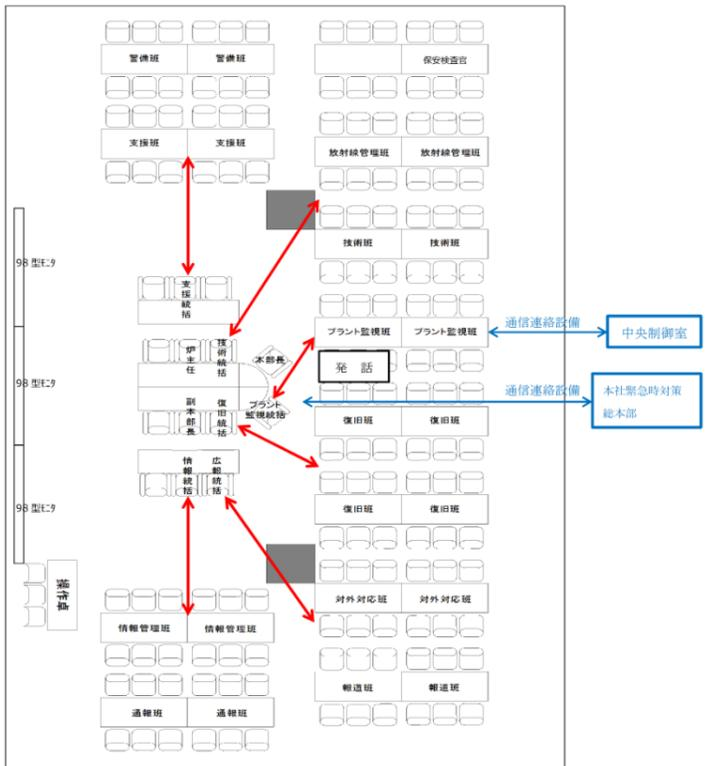 警備班 警備班
保安検査官
支援班 支援班
放射線管理班 放射線管理班
技術班 技術班
98 型モニタ
支援統括
プラント監視班 プラント監視班
通信連絡設備
中央制御室
炉主任
技術統括
本部長
発 話
98 型モニタ
副本部長
復旧統括
プラント
監視統括
通信連絡設備
本社緊急時対策
総本部
復旧班 復旧班
情報統括
広報統括
98 型モニタ
復旧班 復旧班
操作卓
対外対応班 対外対応班
情報管理班 情報管理班
報道班 報道班
通報班 通報班